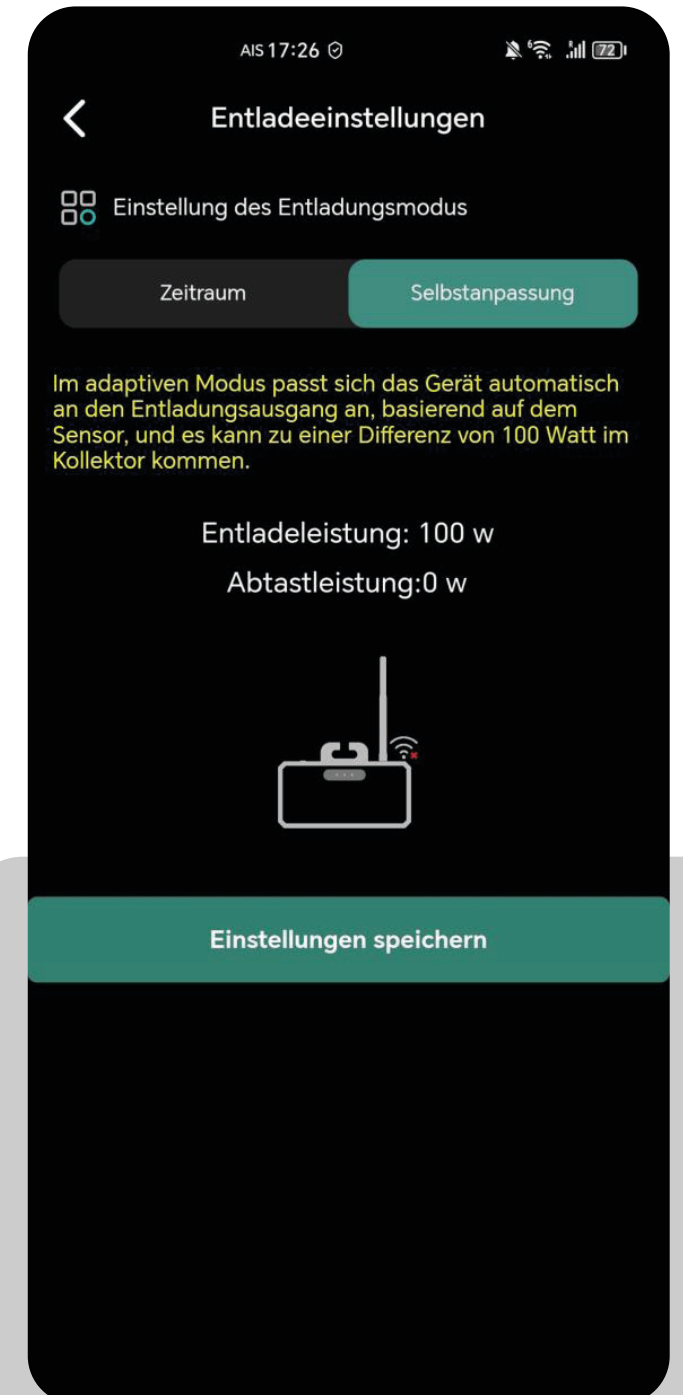 AIS 17:26 72
Entladeeinstellungen
Einstellung des Entladungsmodus
Zeitraum Selbstanpassung
Im adaptiven Modus passt sich das Gerät automatisch
an den Entladungsausgang an, basierend auf dem
Sensor, und es kann zu einer Differenz von 100 Watt im
Kollektor kommen.
Entladeleistung: 100 w
Abtastleistung:0 w
Einstellungen speichern